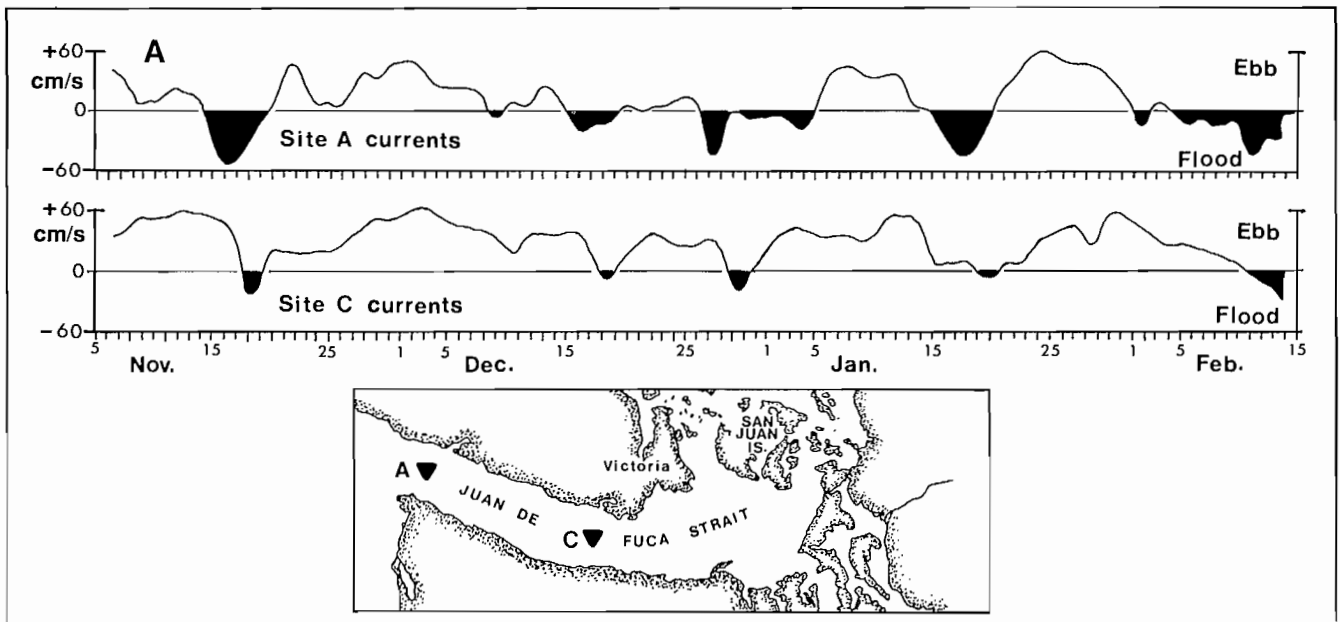 A
+60
cm/s
0
-60
Ebb
Site A currents
Flood
+60
cm/s
0
-60
Ebb
Site C currents
Flood
5 15 25 1 5 15 25 1 5 15 25 1 5 15
Nov. Dec. Jan. Feb.
SAN
JUAN
IS.
Victoria
A
JUAN DE
C FUCA STRAIT